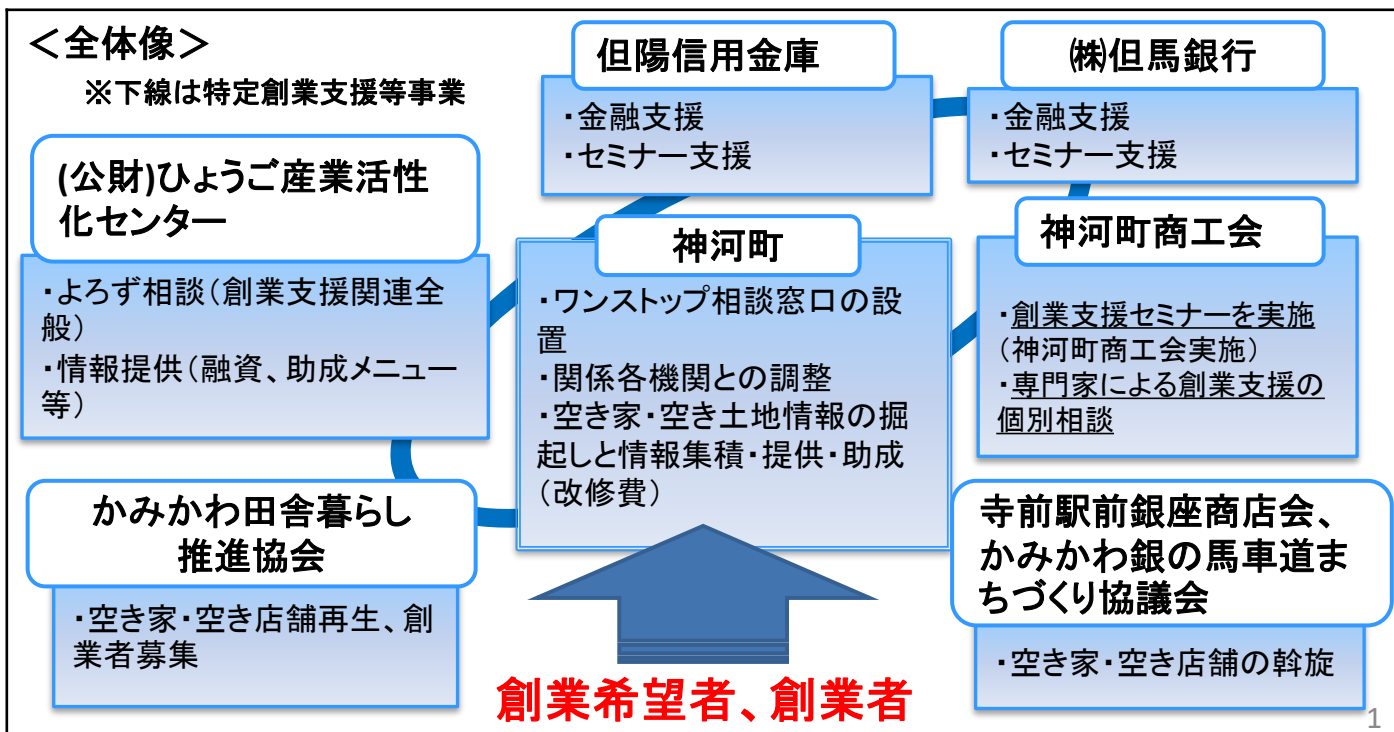 ＜全体像＞
※下線は特定創業支援等事業
但陽信用金庫
・金融支援
・セミナー支援
㈱但馬銀行
・金融支援
・セミナー支援
(公財)ひょうご産業活性
化センター
・よろず相談(創業支援関連全
般)
・情報提供(融資、助成メニュー
等)
神河町
・ワンストップ相談窓口の設
置
・関係各機関との調整
・空き家・空き土地情報の掘
起しと情報集積・提供・助成
(改修費)
神河町商工会
・創業支援セミナーを実施
(神河町商工会実施)
・専門家による創業支援の
個別相談
かみかわ田舎暮らし
推進協会
・空き家・空き店舗再生、創
業者募集
寺前駅前銀座商店会、
かみかわ銀の馬車道ま
ちづくり協議会
・空き家・空き店舗の斡旋
創業希望者、創業者
1